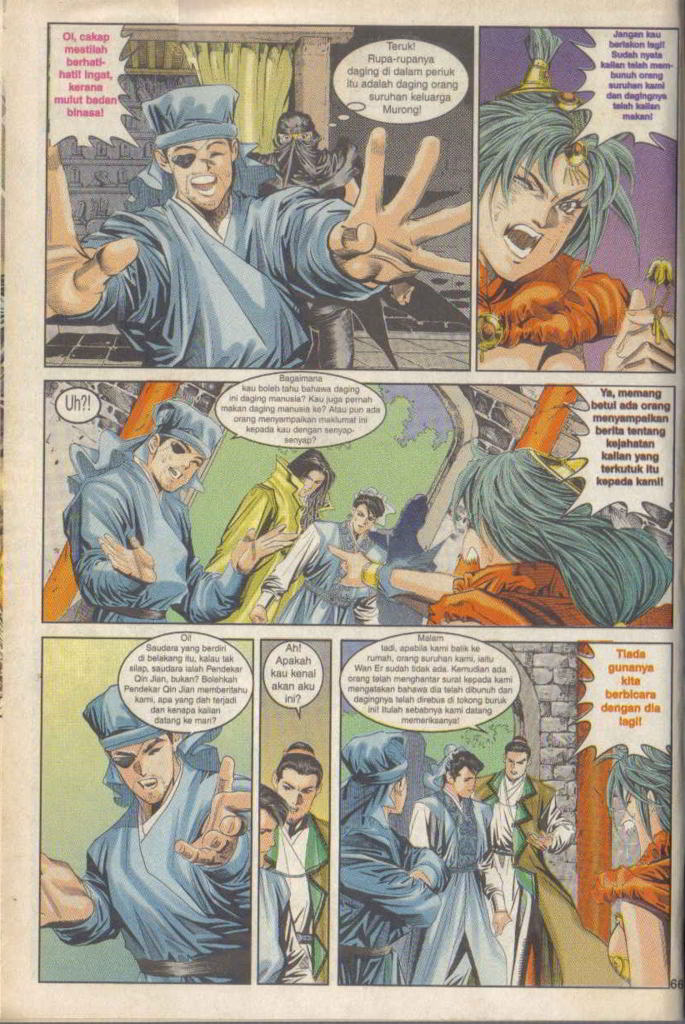 Oi, cakap
mestilah
berhati-
hati! Ingat,
kerana
mulut badan
binasa!
Teruk!
Rupa-rupanya
daging di dalam periuk
itu adalah daging orang
suruhan keluarga
Murong!
Jangan kau
berlakon lagi!
Sudah nyata
kalian telah mem-
bunuh orang
suruhan kami
dan dagingnya
telah kalian
makan!
Uh?!
Bagaimana
kau boleh tahu bahawa daging
ini daging manusia? Kau juga pernah
makan daging manusia ke? Atau pun ada
orang menyampaikan maklumat ini
kepada kau dengan senyap-
senyap?
Ya, memang
betul ada orang
menyampaikan
berita tentang
kejahatan
kalian yang
terkutuk itu
kepada kami!
Oi!
Saudara yang berdiri
di belakang itu, kalau tak
silap, saudara ialah Pendekar
Qin Jian, bukan? Bolehkah
Pendekar Qin Jian memberitahu
kami, apa yang dah terjadi
dan kenapa kalian
datang ke mari?
Ah!
Apakah
kau kenal
akan aku
ini?
Malam
tadi, apabila kami balik ke
rumah, orang suruhan kami, iaitu
Wan Er sudah tidak ada. Kemudian ada
orang telah menghantar surat kepada kami
mengatakan bahawa dia telah dibunuh dan
dagingnya telah direbus di tokong buruk
ini! Itulah sebabnya kami datang
memeriksanya!
Tiada
gunanya
kita
berbicara
dengan dia
lagi!
66